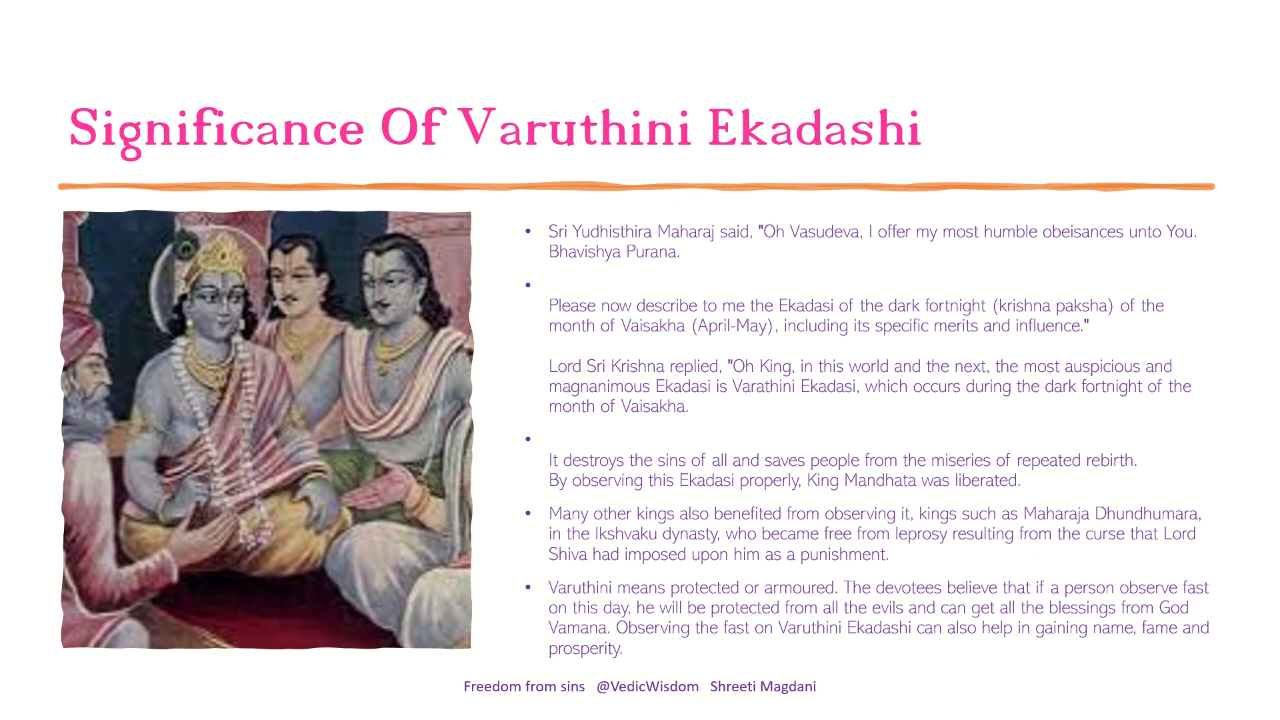 Significance Of Varuthini Ekadashi
• Sri Yudhisthira Maharaj said, "Oh Vasudeva, I offer my most humble obeisances unto You.
Bhavishya Purana.
•
Please now describe to me the Ekadasi of the dark fortnight (krishna paksha) of the
month of Vaisakha (April-May), including its specific merits and influence."
Lord Sri Krishna replied, "Oh King, in this world and the next, the most auspicious and
magnanimous Ekadasi is Varathini Ekadasi, which occurs during the dark fortnight of the
month of Vaisakha.
•
It destroys the sins of all and saves people from the miseries of repeated rebirth.
By observing this Ekadasi properly, King Mandhata was liberated.
• Many other kings also benefited from observing it, kings such as Maharaja Dhundhumara,
in the Ikshvaku dynasty, who became free from leprosy resulting from the curse that Lord
Shiva had imposed upon him as a punishment.
• Varuthini means protected or armoured. The devotees believe that if a person observe fast
on this day, he will be protected from all the evils and can get all the blessings from God
Vamana. Observing the fast on Varuthini Ekadashi can also help in gaining name, fame and
prosperity.
Freedom from sins @VedicWisdom Shreeti Magdani